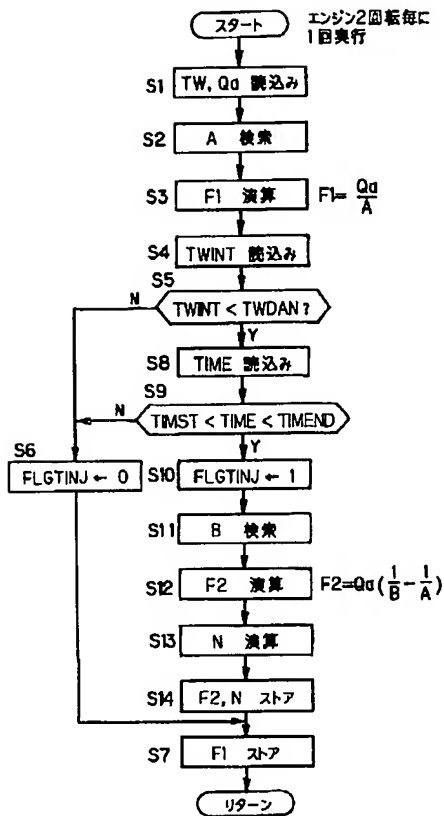 スタート
エンジン2回転毎に
1回実行
S1
TW, Qa 読込み
S2
A 検索
S3
F1 演算
F1= Qa/A
S4
TWINT 読込み
S5
TWINT < TWDAN?
N
Y
S8
TIME 読込み
S9
TIMST < TIME < TIMEND
N
Y
S6
FLGTINJ ← 0
S10
FLGTINJ ← 1
S11
B 検索
S12
F2 演算
F2=Qa(1/B - 1/A)
S13
N 演算
S14
F2, N ストア
S7
F1 ストア
リターン